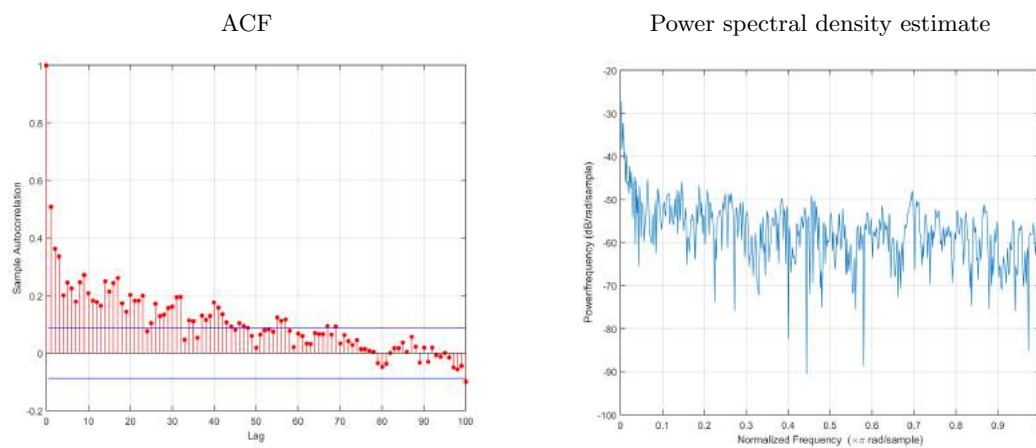 ACF
Power spectral density estimate
1
0.8
0.6
0.4
0.2
0
-0.2
0 10 20 30 40 50 60 70 80 90 100
Lag
Sample Autocorrelation
-20
-30
-40
-50
-60
-70
-80
-90
-100
0 0.1 0.2 0.3 0.4 0.5 0.6 0.7 0.8 0.9
Normalized Frequency (×π rad/sample)
Power/frequency (dB/rad/sample)